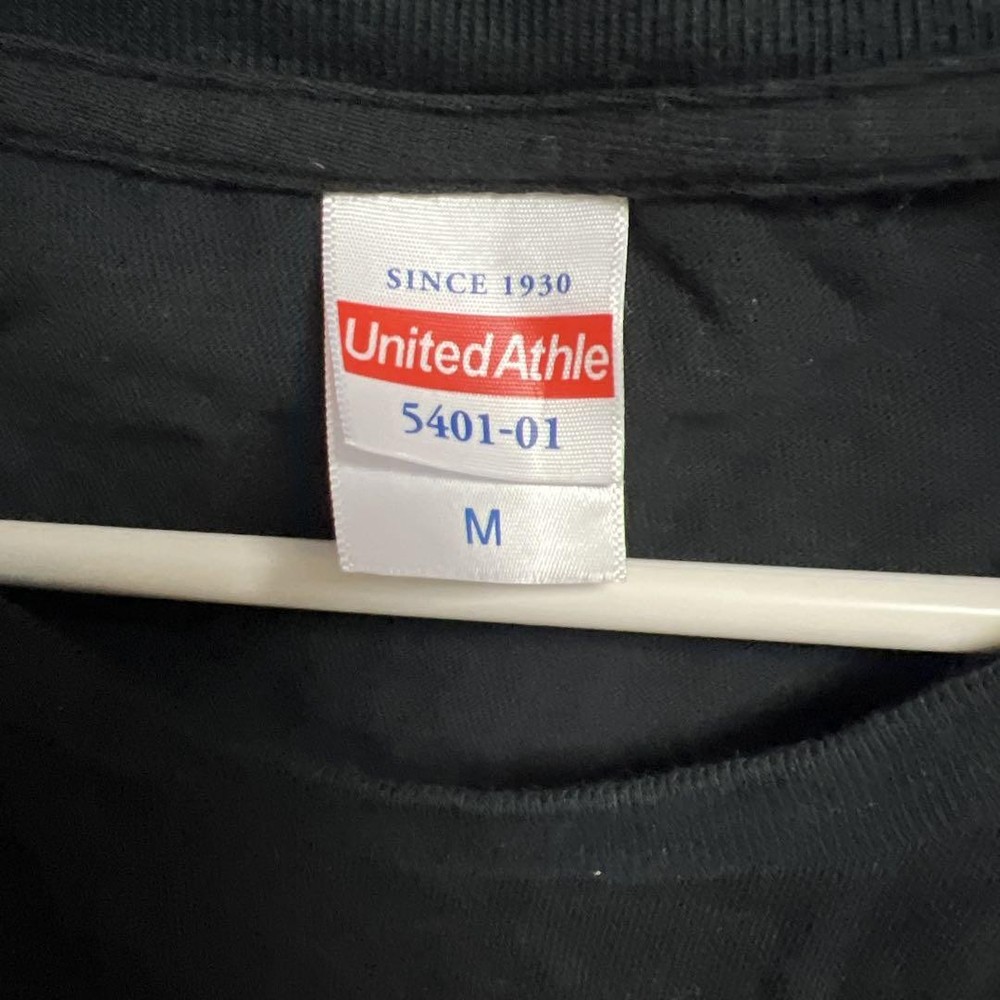 SINCE 1930
United Athle
5401-01
M